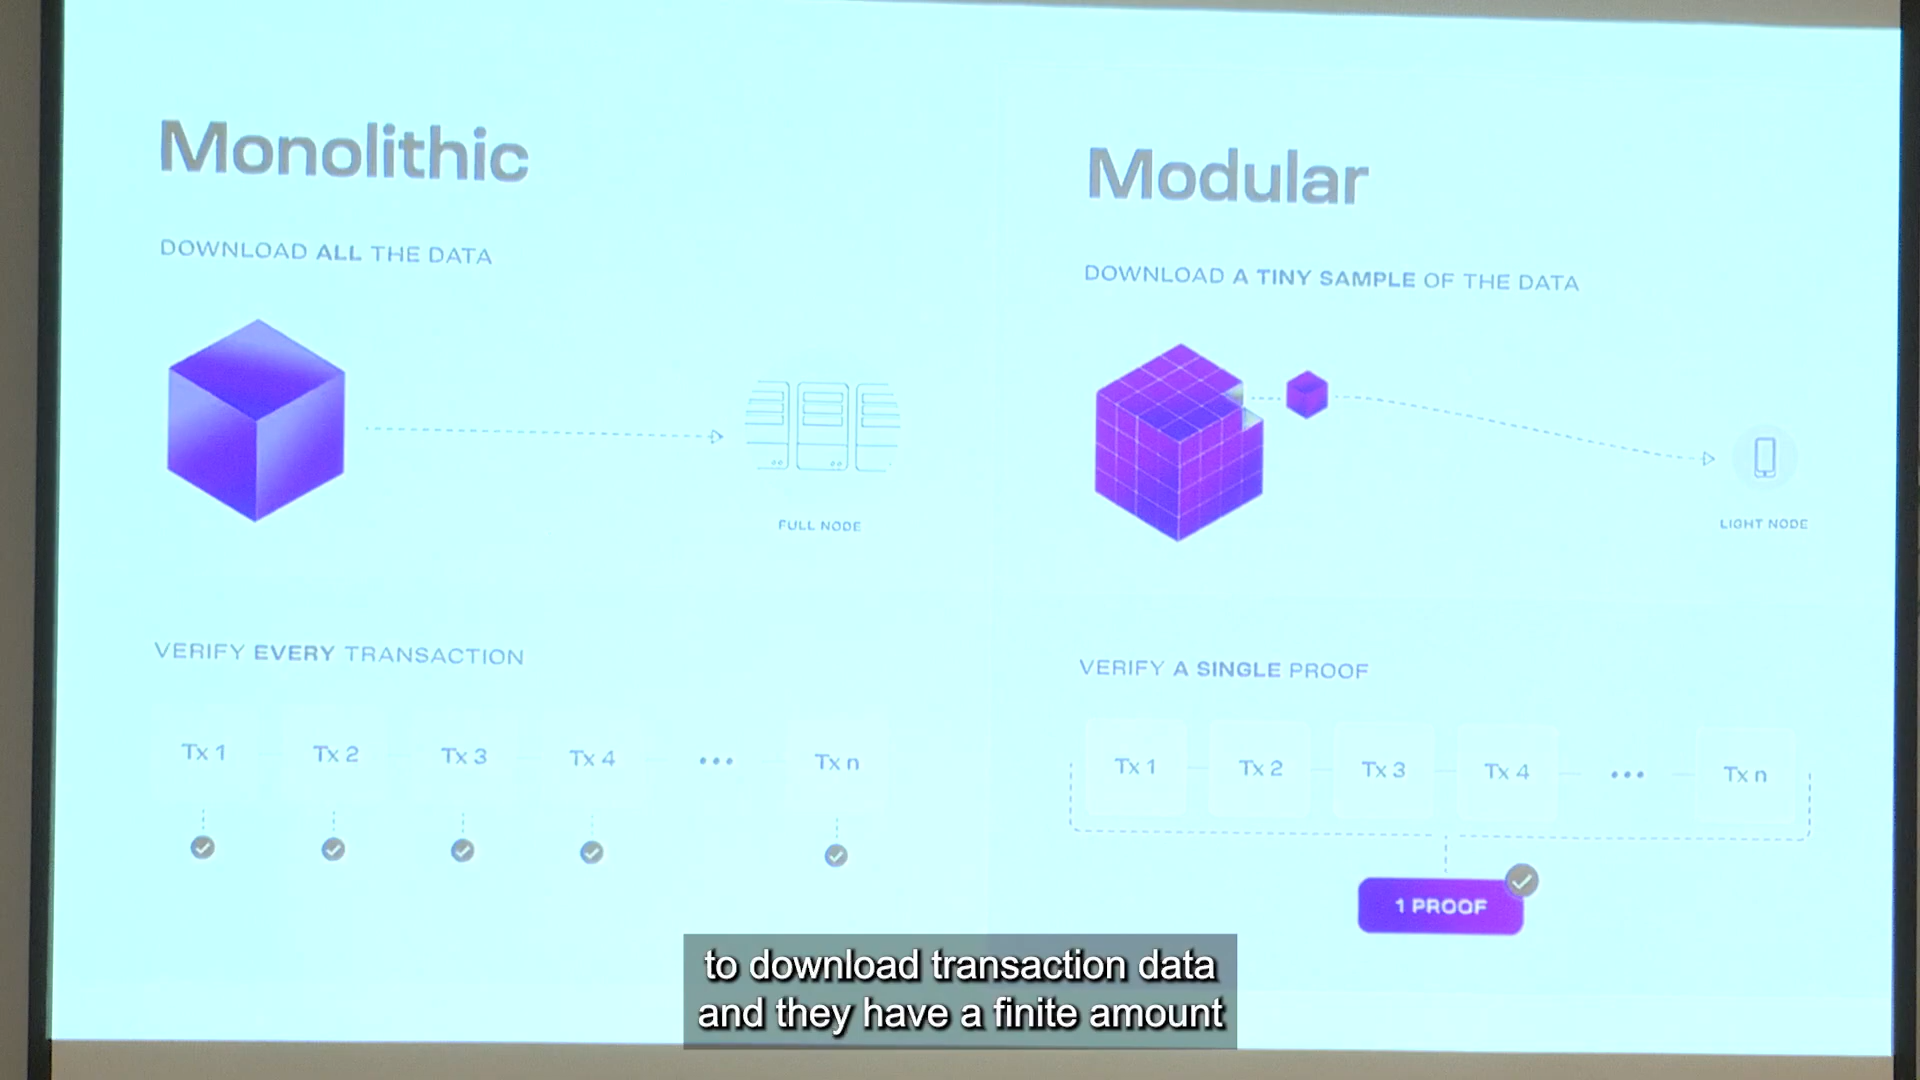 Monolithic
DOWNLOAD ALL THE DATA
FULL NODE
VERIFY EVERY TRANSACTION
Tx 1
Tx 2
Tx 3
Tx 4
•••
Tx n
Modular
DOWNLOAD A TINY SAMPLE OF THE DATA
LIGHT NODE
VERIFY A SINGLE PROOF
Tx 1
Tx 2
Tx 3
Tx 4
•••
Tx n
1 PROOF
to download transaction data
and they have a finite amount